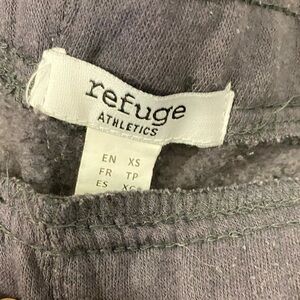 refuge
ATHLETICS
EN XS
FR TP
ES